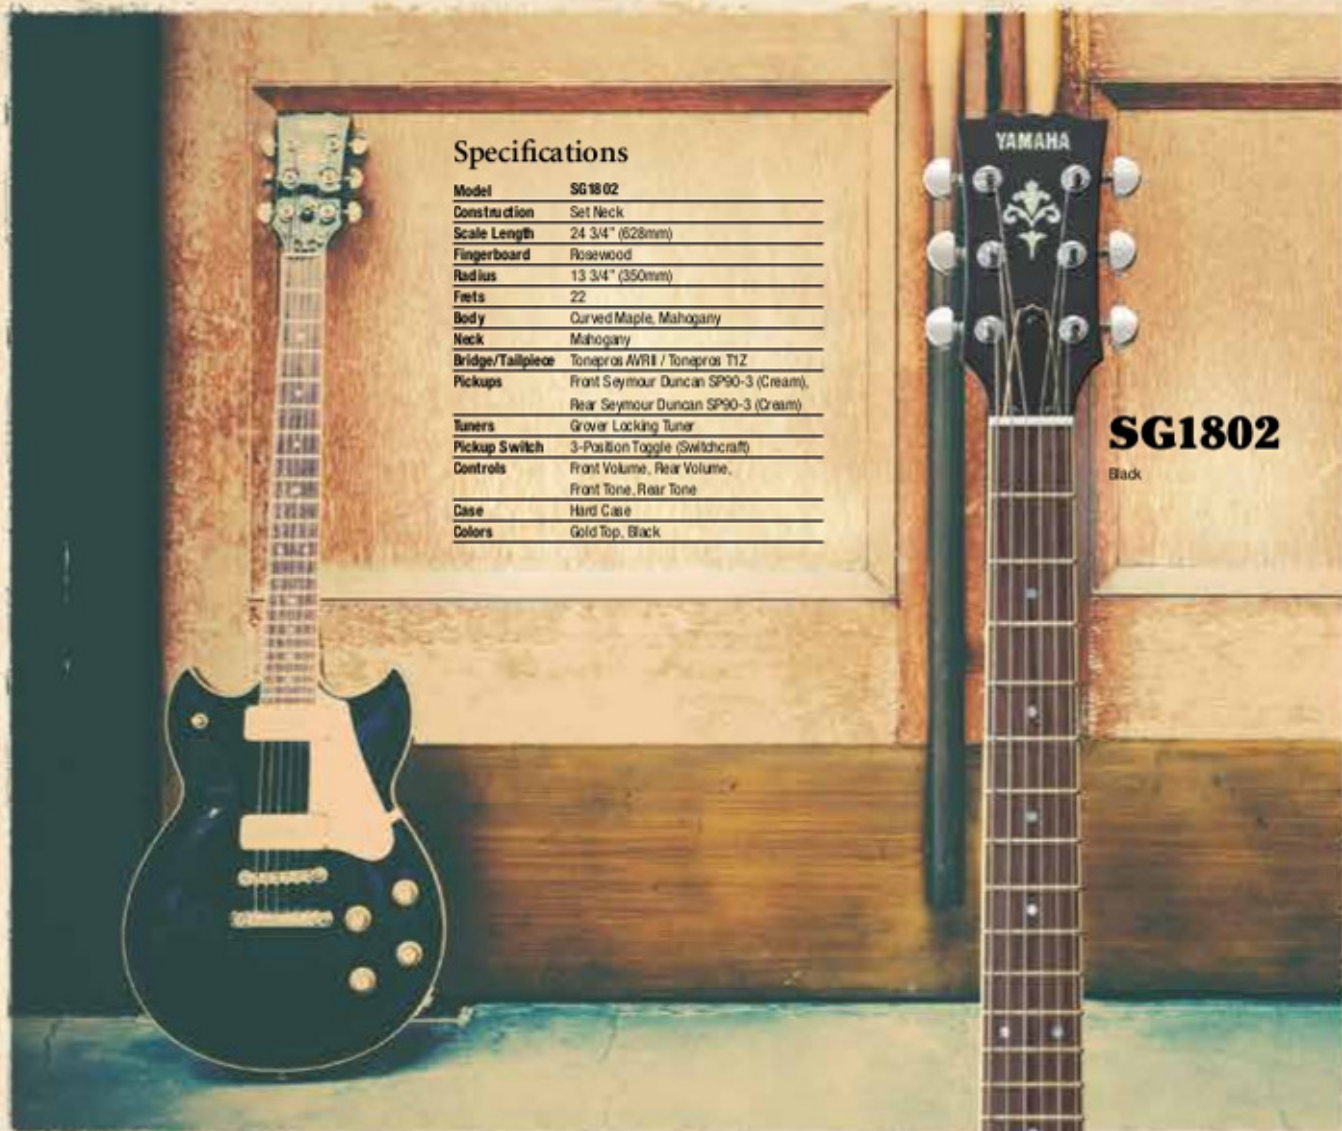 Specifications
Model SG1802
Construction Set Neck
Scale Length 24 3/4" (628mm)
Fingerboard Rosewood
Radius 13 3/4" (350mm)
Frets 22
Body Curved Maple, Mahogany
Neck Mahogany
Bridge/Tailpiece Tonepros AVRII / Tonepros T1Z
Pickups Front Seymour Duncan SP90-3 (Cream),
Rear Seymour Duncan SP90-3 (Cream)
Tuners Grover Locking Tuner
Pickup Switch 3-Position Toggle (Switchcraft)
Controls Front Volume, Rear Volume,
Front Tone, Rear Tone
Case Hard Case
Colors Gold Top, Black
YAMAHA
SG1802
Black